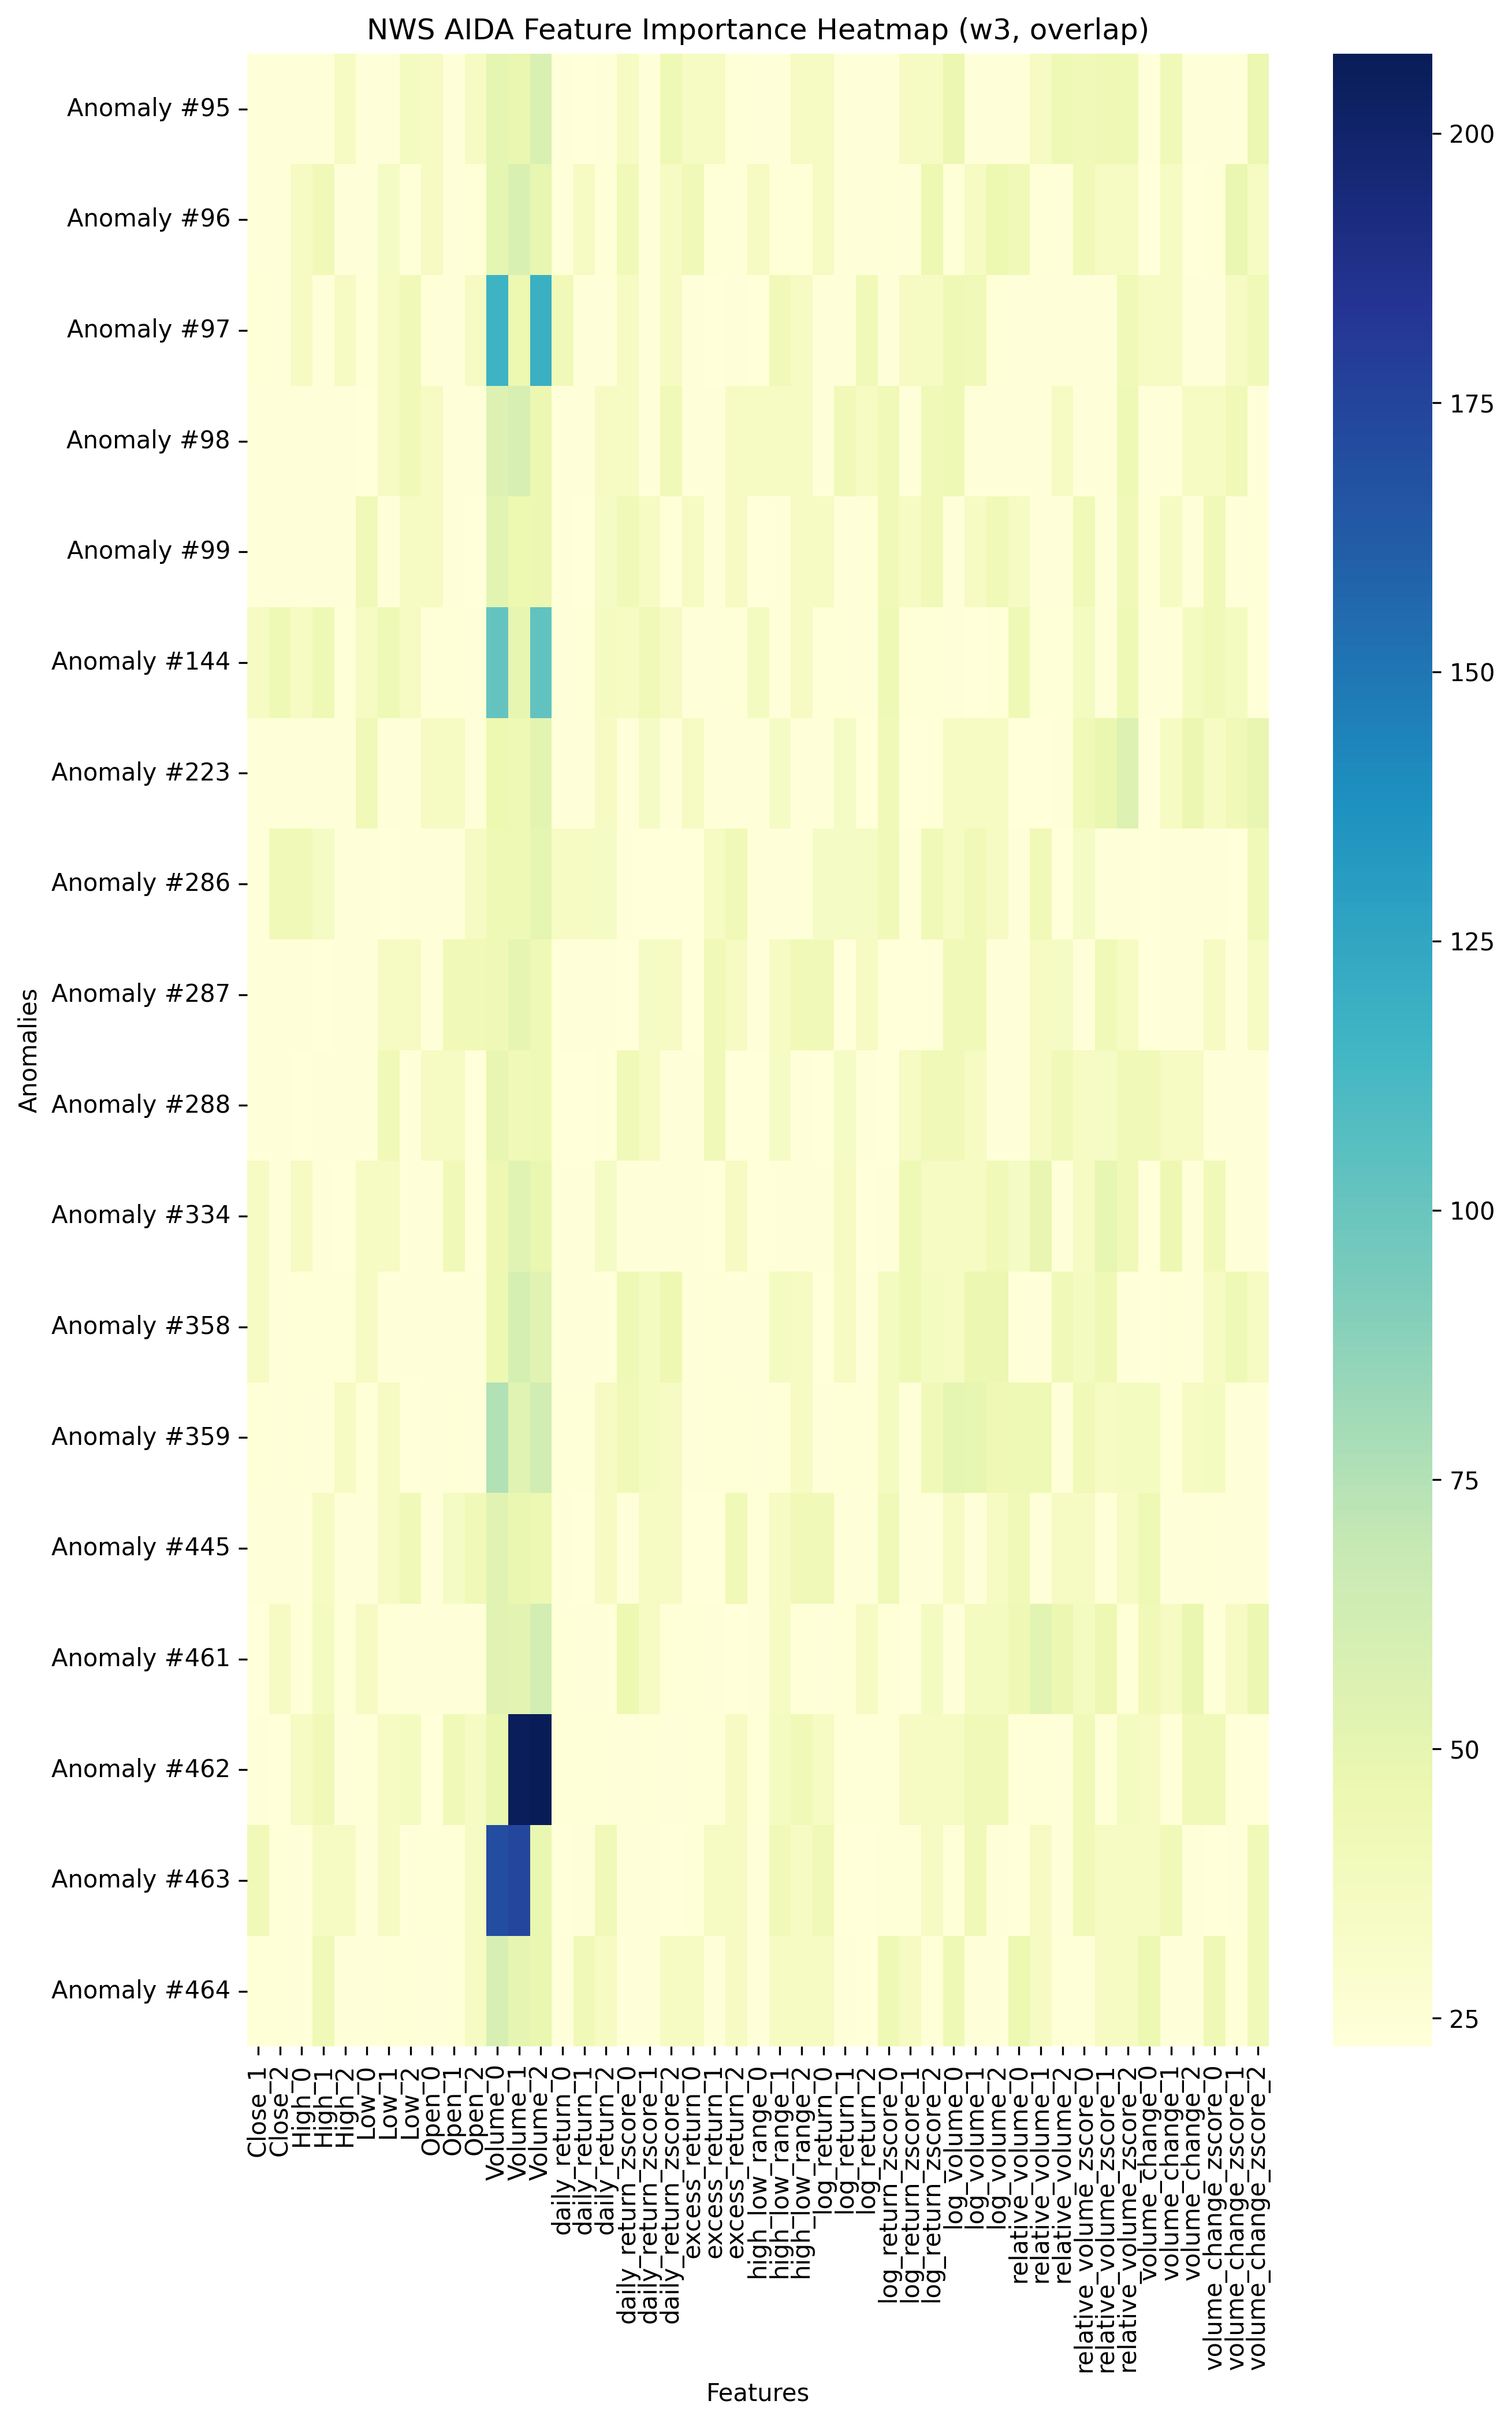 NWS AIDA Feature Importance Heatmap (w3, overlap)
Anomalies
Anomaly #95
Anomaly #96
Anomaly #97
Anomaly #98
Anomaly #99
Anomaly #144
Anomaly #223
Anomaly #286
Anomaly #287
Anomaly #288
Anomaly #334
Anomaly #358
Anomaly #359
Anomaly #445
Anomaly #461
Anomaly #462
Anomaly #463
Anomaly #464
Close_1
Close_2
High_0
High_1
High_2
Low_0
Low_1
Low_2
Open_0
Open_1
Open_2
Volume_0
Volume_1
Volume_2
daily_return_0
daily_return_1
daily_return_2
daily_return_zscore_0
daily_return_zscore_1
daily_return_zscore_2
excess_return_0
excess_return_1
excess_return_2
high_low_range_0
high_low_range_1
high_low_range_2
log_return_0
log_return_1
log_return_2
log_return_zscore_0
log_return_zscore_1
log_return_zscore_2
log_volume_0
log_volume_1
log_volume_2
relative_volume_0
relative_volume_1
relative_volume_2
relative_volume_zscore_0
relative_volume_zscore_1
relative_volume_zscore_2
volume_change_0
volume_change_1
volume_change_2
volume_change_zscore_0
volume_change_zscore_1
volume_change_zscore_2
Features
200
175
150
125
100
75
50
25